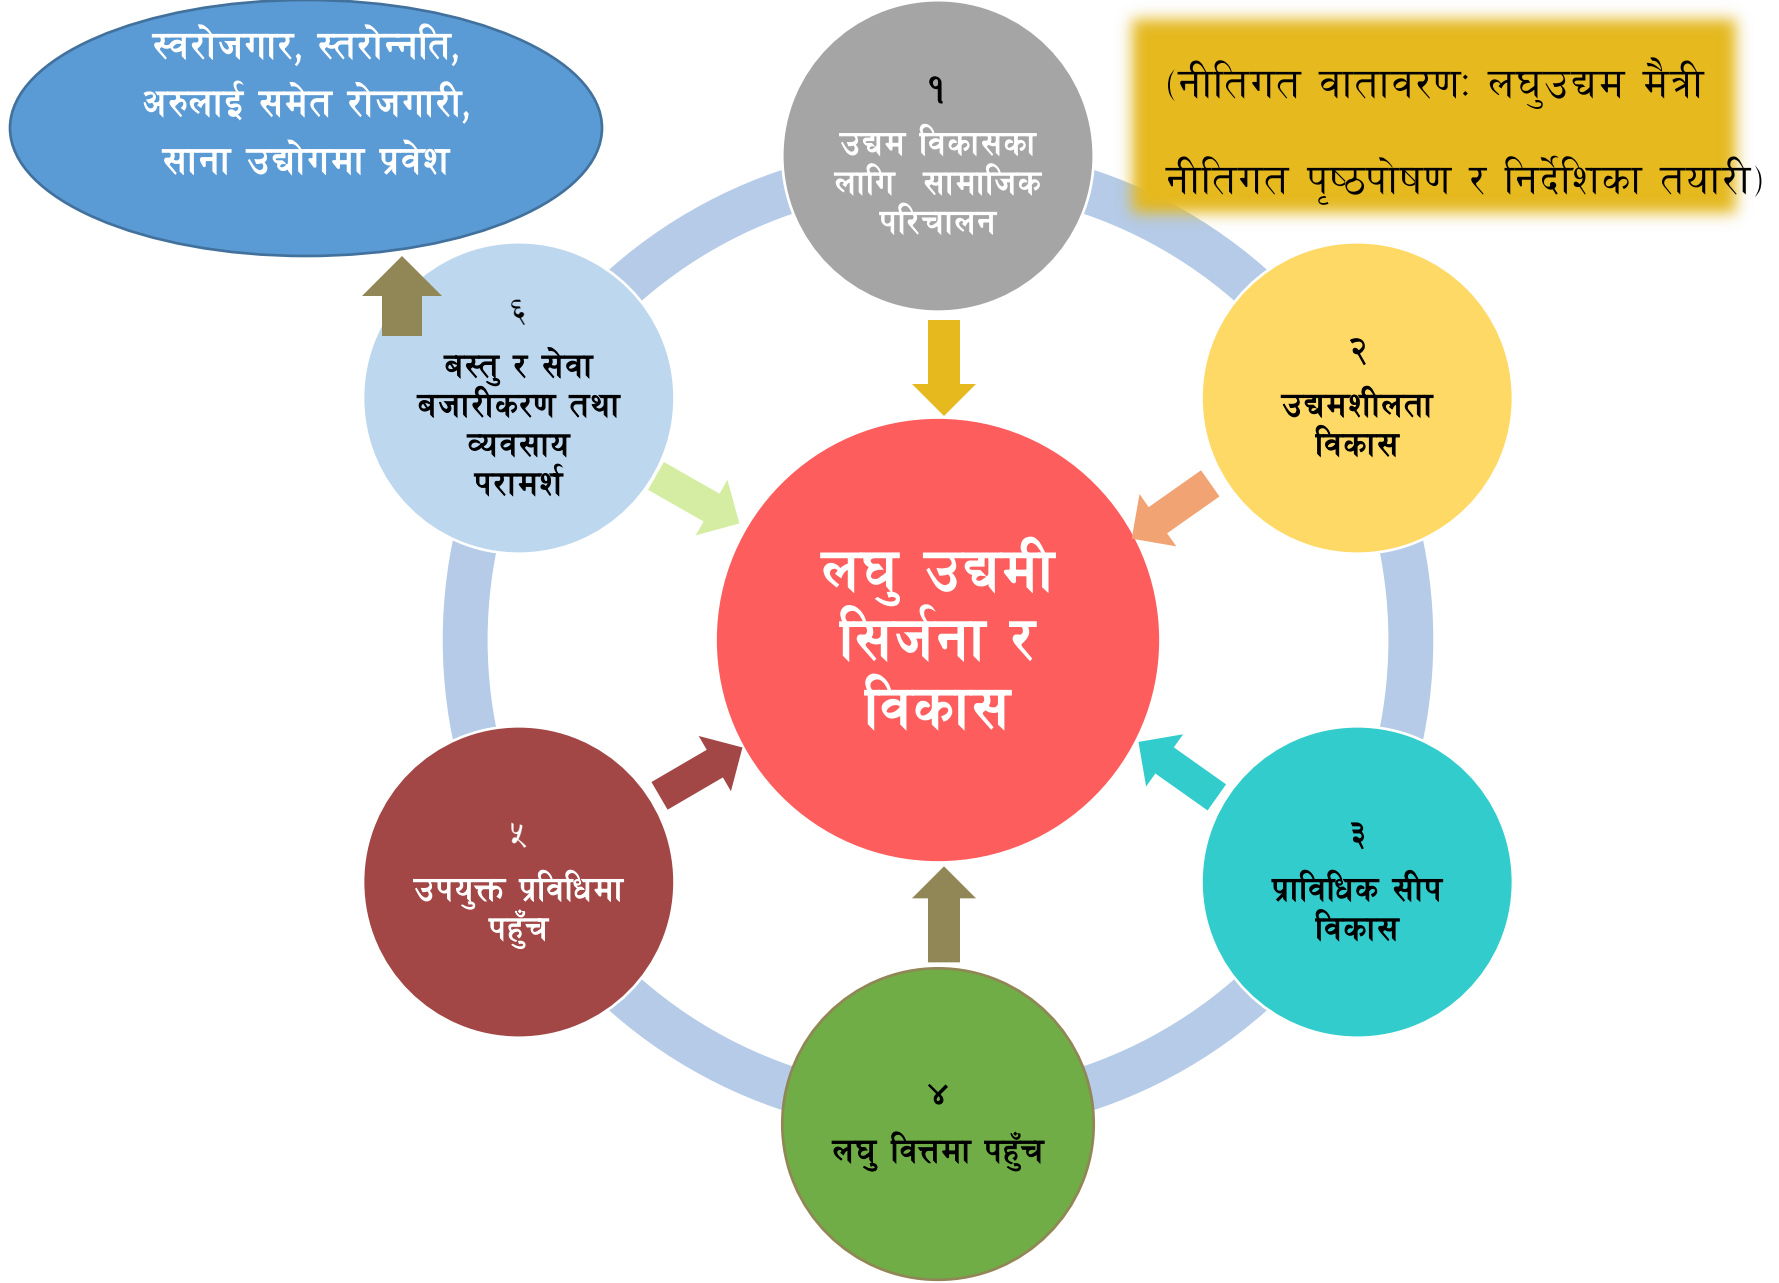 स्वरोजगार, स्तरोन्नति,
अरुलाई समेत रोजगारी,
साना उद्योगमा प्रवेश
१
उद्यम विकासका
लागि सामाजिक
परिचालन
(नीतिगत वातावरणः लघुउद्यम मैत्री
नीतिगत पृष्ठपोषण र निर्देशिका तयारी)
२
उद्यमशीलता
विकास
३
प्राविधिक सीप
विकास
४
लघु वित्तमा पहुँच
५
उपयुक्त प्रविधिमा
पहुँच
६
बस्तु र सेवा
बजारीकरण तथा
व्यवसाय
परामर्श
लघु उद्यमी
सिर्जना र
विकास